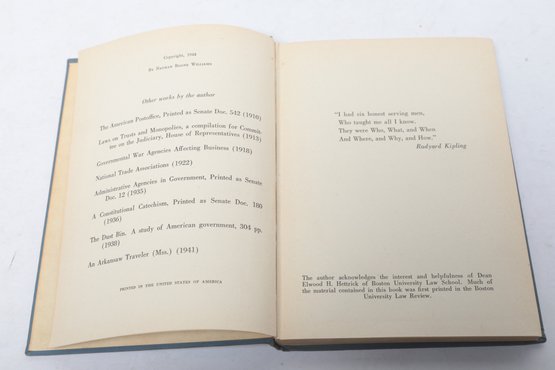 Copyright, 1944
By Nathan Boone Williams
Other works by the author
The American Postoffice, Printed as Senate Doc. 542 (1910)
Laws on Trusts and Monopolies, a compilation for Commit-
tee on the Judiciary, House of Representatives (1913)
Governmental War Agencies Affecting Business (1918)
National Trade Associations (1922)
Administrative Agencies in Government, Printed as Senate
Doc. 12 (1935)
A Constitutional Catechism, Printed as Senate Doc. 180
(1936)
The Dust Bin. A study of American government, 304 pp.
(1938)
An Arkansaw Traveler (Mss.) (1941)
PRINTED IN THE UNITED STATES OF AMERICA
"I had six honest serving men,
Who taught me all I know.
They were Who, What, and When
And Where, and Why, and How."
Rudyard Kipling
The author acknowledges the interest and helpfulness of Dean
Elwood H. Hettrick of Boston University Law School. Much of
the material contained in this book was first printed in the Boston
University Law Review.